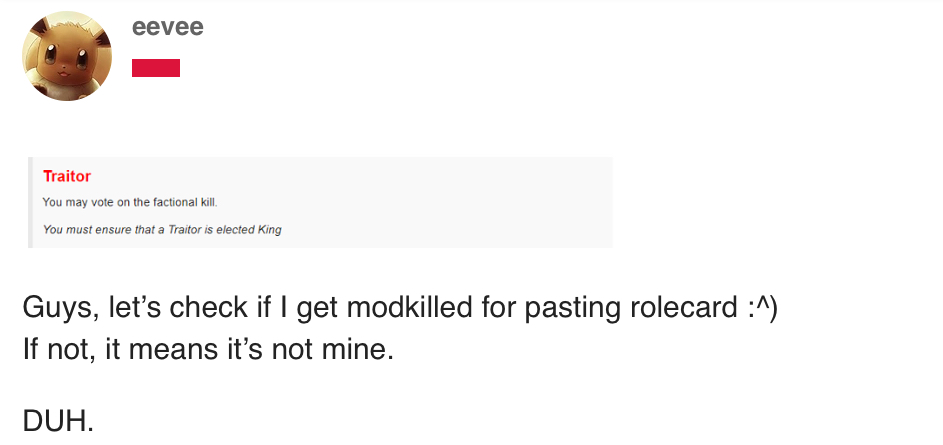 eevee
Traitor
You may vote on the factional kill.
You must ensure that a Traitor is elected King
Guys, let’s check if I get modkilled for pasting rolecard :^)
If not, it means it’s not mine.
DUH.